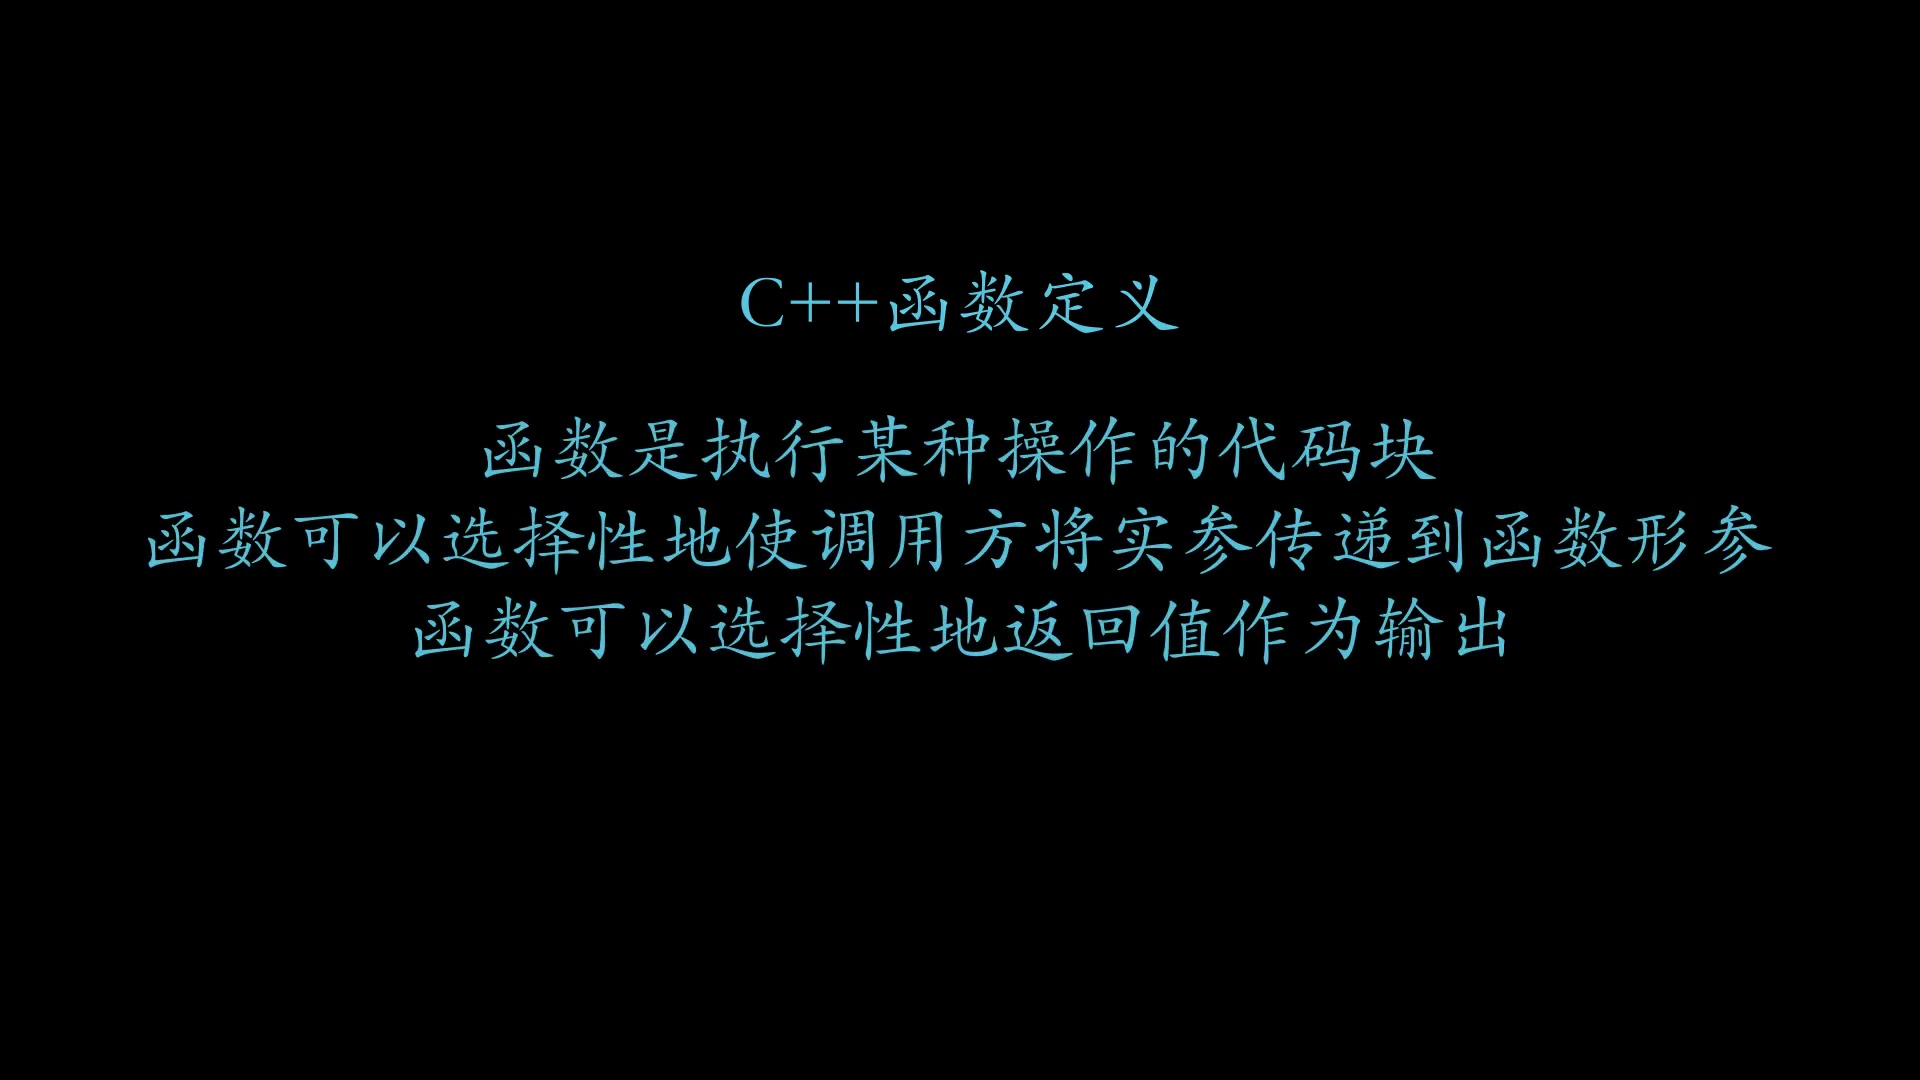 C++函数定义
函数是执行某种操作的代码块
函数可以选择性地使调用方将实参传递到函数形参
函数可以选择性地返回值作为输出